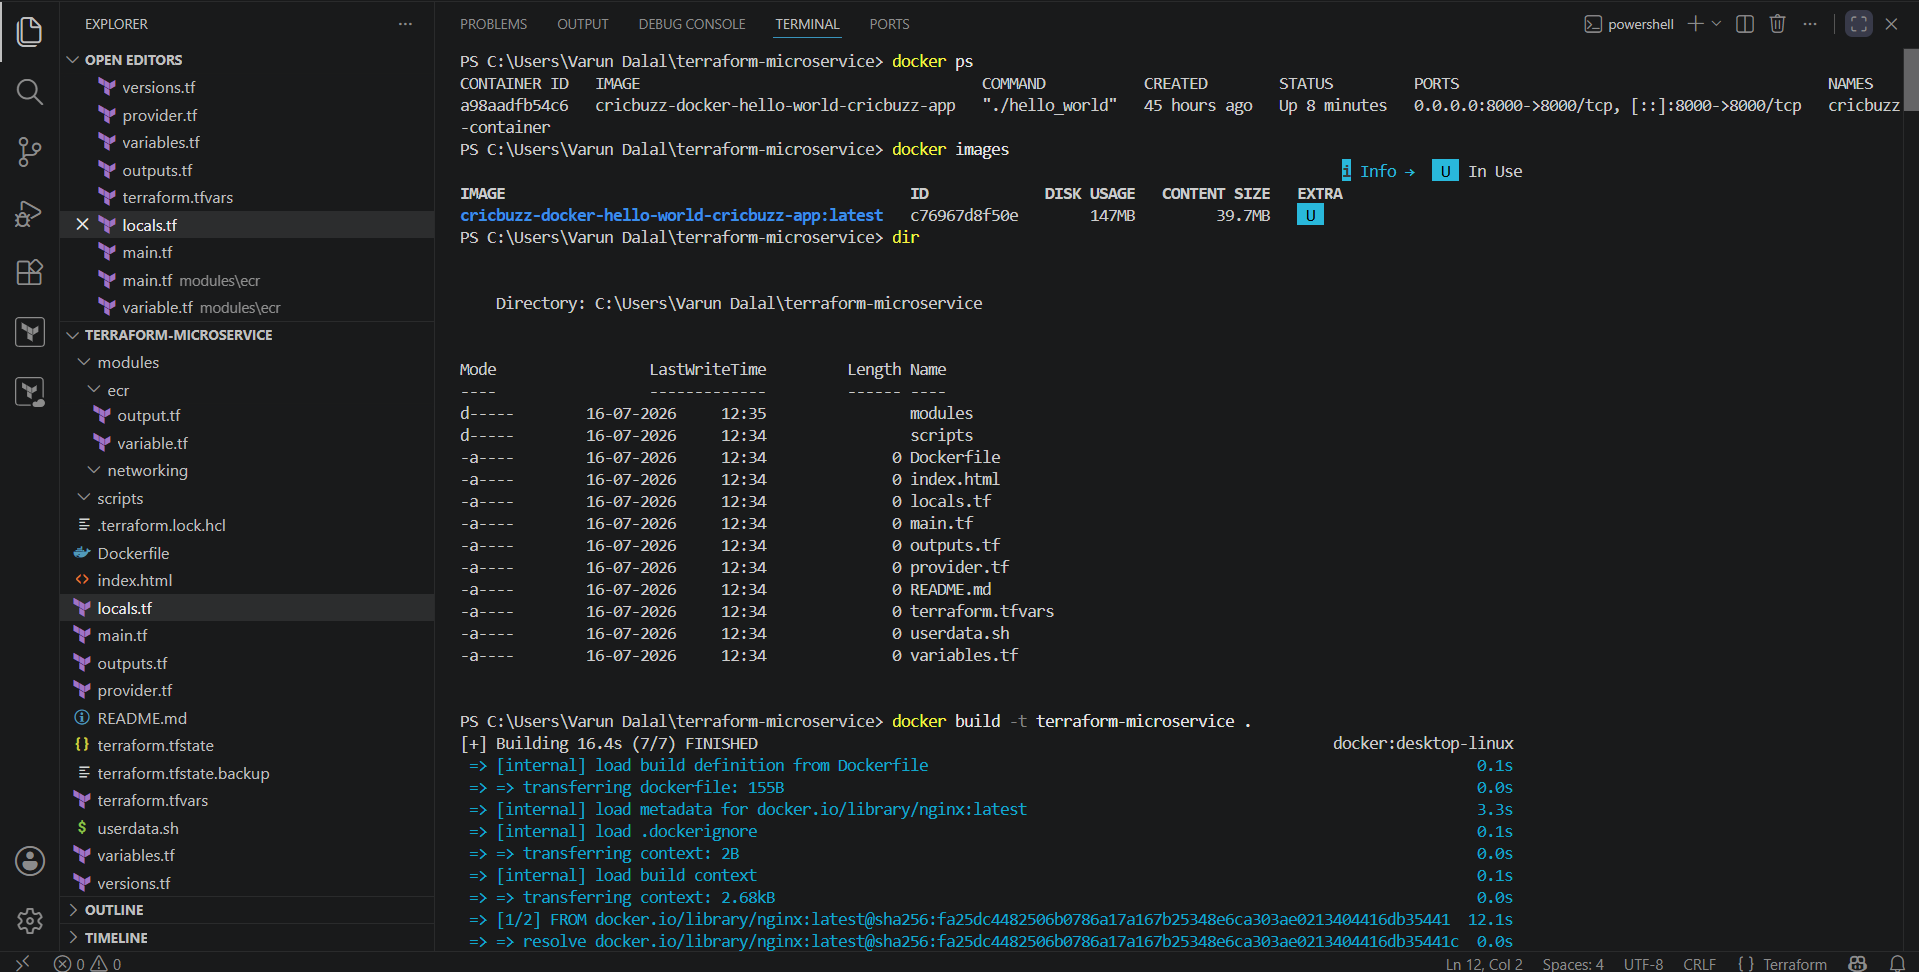 EXPLORER
OPEN EDITORS
versions.tf
provider.tf
variables.tf
outputs.tf
terraform.tfvars
locals.tf
main.tf
main.tf modules\ecr
variable.tf modules\ecr
TERRAFORM-MICROSERVICE
modules
ecr
output.tf
variable.tf
networking
scripts
.terraform.lock.hcl
Dockerfile
index.html
locals.tf
main.tf
outputs.tf
provider.tf
README.md
terraform.tfstate
terraform.tfstate.backup
terraform.tfvars
userdata.sh
variables.tf
versions.tf
OUTLINE
TIMELINE
PROBLEMS OUTPUT DEBUG CONSOLE TERMINAL PORTS
powershell
PS C:\Users\Varun Dalal\terraform-microservice> docker ps
CONTAINER ID IMAGE COMMAND CREATED STATUS PORTS NAMES
a98aadfb54c6 cricbuzz-docker-hello-world-cricbuzz-app "./hello_world" 45 hours ago Up 8 minutes 0.0.0.0:8000->8000/tcp, [::]:8000->8000/tcp cricbuzz
-container
PS C:\Users\Varun Dalal\terraform-microservice> docker images
i Info → U In Use
IMAGE ID DISK USAGE CONTENT SIZE EXTRA
cricbuzz-docker-hello-world-cricbuzz-app:latest c76967d8f50e 147MB 39.7MB U
PS C:\Users\Varun Dalal\terraform-microservice> dir
Directory: C:\Users\Varun Dalal\terraform-microservice
Mode LastWriteTime Length Name
---- ------------- ------ ----
d----- 16-07-2026 12:35 modules
d----- 16-07-2026 12:34 scripts
-a---- 16-07-2026 12:34 0 Dockerfile
-a---- 16-07-2026 12:34 0 index.html
-a---- 16-07-2026 12:34 0 locals.tf
-a---- 16-07-2026 12:34 0 main.tf
-a---- 16-07-2026 12:34 0 outputs.tf
-a---- 16-07-2026 12:34 0 provider.tf
-a---- 16-07-2026 12:34 0 README.md
-a---- 16-07-2026 12:34 0 terraform.tfvars
-a---- 16-07-2026 12:34 0 userdata.sh
-a---- 16-07-2026 12:34 0 variables.tf
PS C:\Users\Varun Dalal\terraform-microservice> docker build -t terraform-microservice .
[+] Building 16.4s (7/7) FINISHED docker:desktop-linux
=> [internal] load build definition from Dockerfile 0.1s
=> => transferring dockerfile: 155B 0.0s
=> [internal] load metadata for docker.io/library/nginx:latest 3.3s
=> [internal] load .dockerignore 0.1s
=> => transferring context: 2B 0.0s
=> [internal] load build context 0.1s
=> => transferring context: 2.68kB 0.0s
=> [1/2] FROM docker.io/library/nginx:latest@sha256:fa25dc4482506b0786a17a167b25348e6ca303ae0213404416db35441 12.1s
=> => resolve docker.io/library/nginx:latest@sha256:fa25dc4482506b0786a17a167b25348e6ca303ae0213404416db35441c 0.0s
0 0 Ln 12, Col 2 Spaces: 4 UTF-8 CRLF { } Terraform